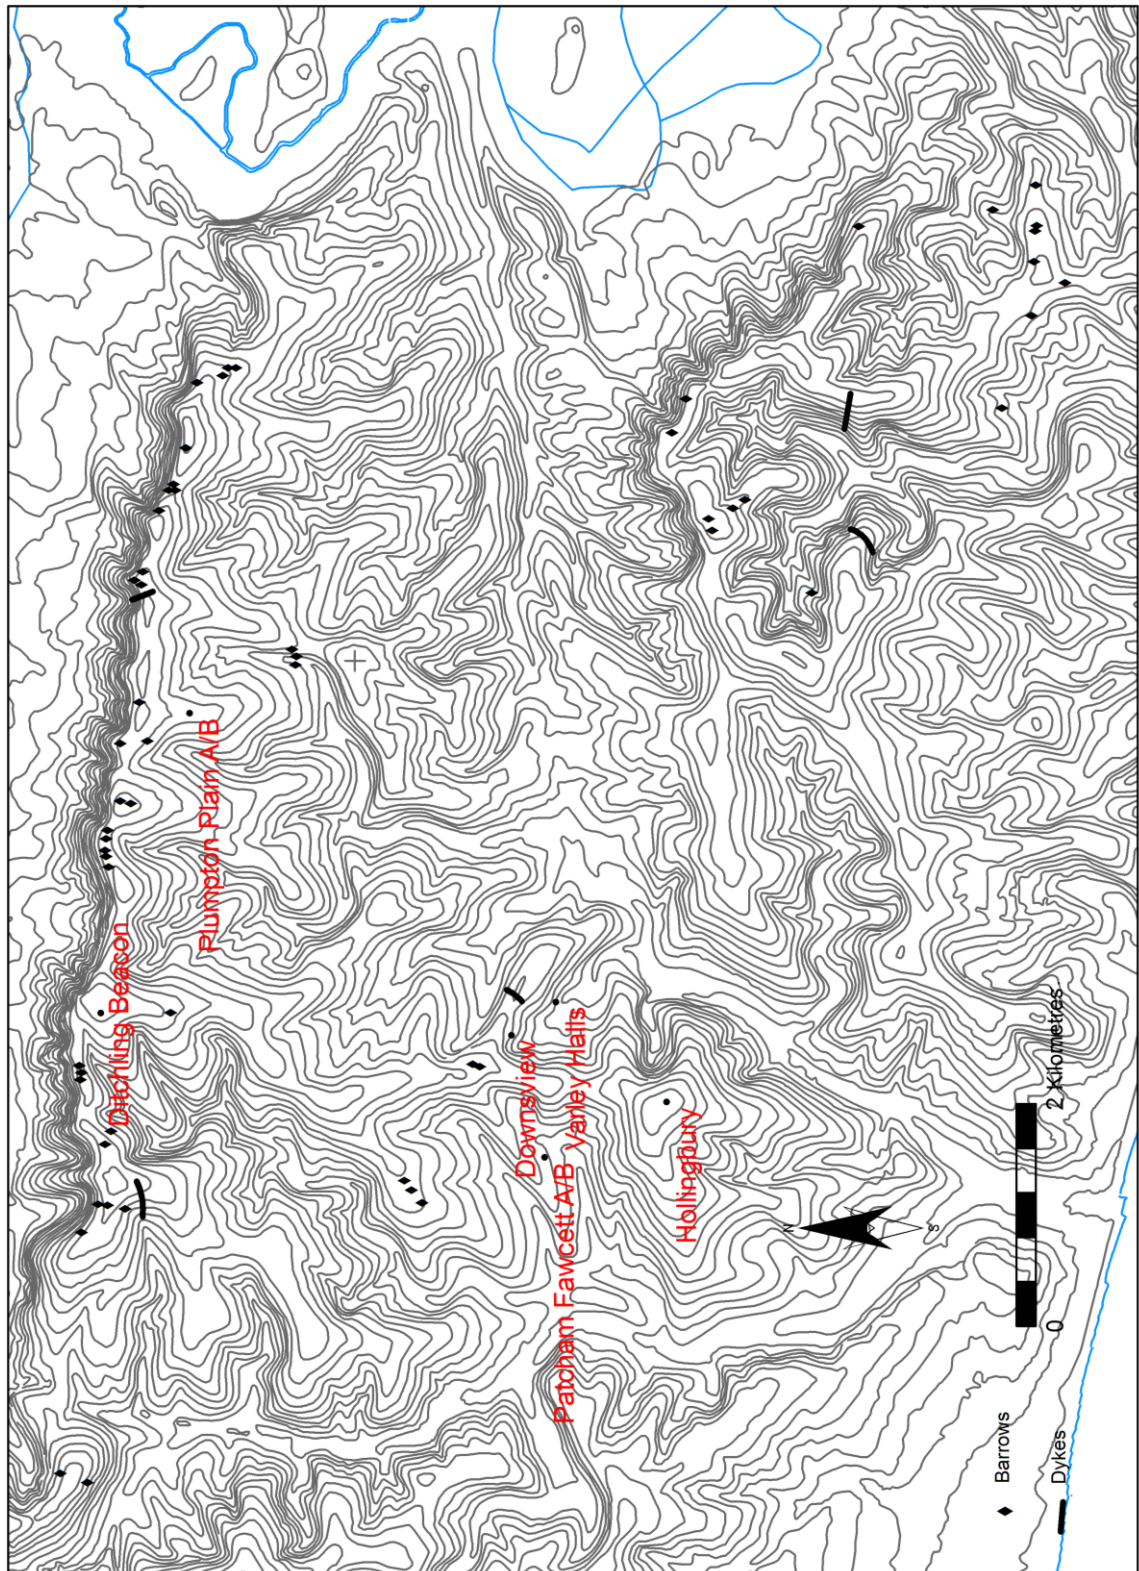 Ditchling Beacon
Plumpton Plain A/B
Downsview
Varley Halls
Patcham Fawcett A/B
Hollingbury
N
S
0
2 Kilometres
Barrows
Dykes